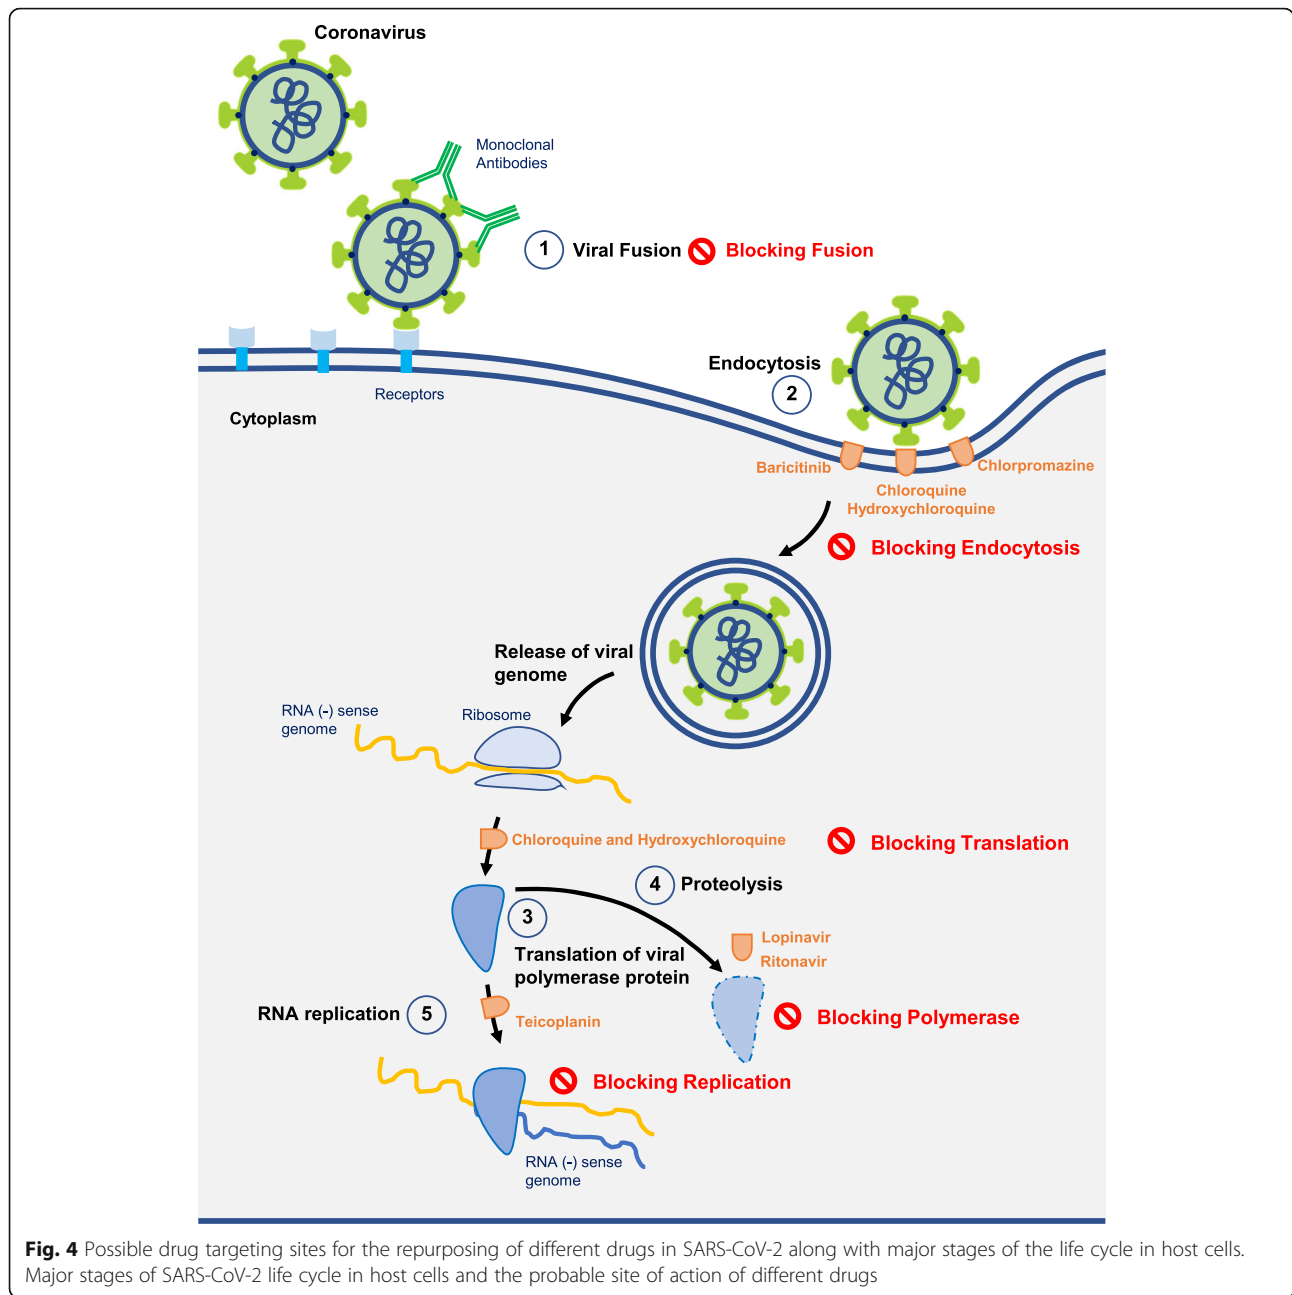 Coronavirus
Monoclonal
Antibodies
1 Viral Fusion Blocking Fusion
Endocytosis
2
Receptors
Cytoplasm
Baricitinib
Chlorpromazine
Chloroquine
Hydroxychloroquine
Blocking Endocytosis
Release of viral
genome
RNA (-) sense
genome
Ribosome
Chloroquine and Hydroxychloroquine
Blocking Translation
4 Proteolysis
3
Translation of viral
polymerase protein
Lopinavir
Ritonavir
RNA replication 5
Teicoplanin
Blocking Polymerase
Blocking Replication
RNA (-) sense
genome
Fig. 4 Possible drug targeting sites for the repurposing of different drugs in SARS-CoV-2 along with major stages of the life cycle in host cells.
Major stages of SARS-CoV-2 life cycle in host cells and the probable site of action of different drugs